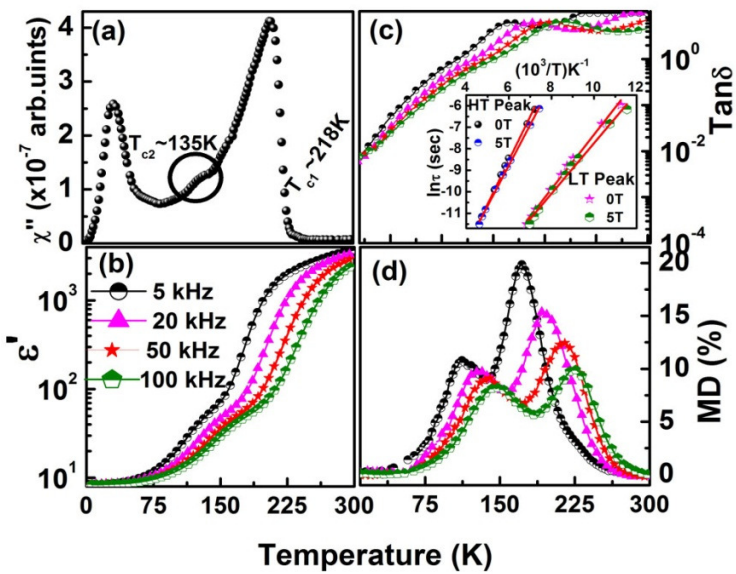 (a)
χ" (x10⁻⁷ arb.uints)
4
3
2
1
0
T_c2 ~135K
T_c1 ~218K
(b)
ε'
10³
10²
10¹
5 kHz
20 kHz
50 kHz
100 kHz
0 75 150 225 300
(c)
Tanδ
10⁰
10⁻²
10⁻⁴
(10³/T)K⁻¹
4 6 8 10 12
lnτ (sec)
-6
-7
-8
-9
-10
-11
HT Peak
0T
5T
LT Peak
0T
5T
(d)
MD (%)
20
15
10
5
0
75 150 225 300
Temperature (K)